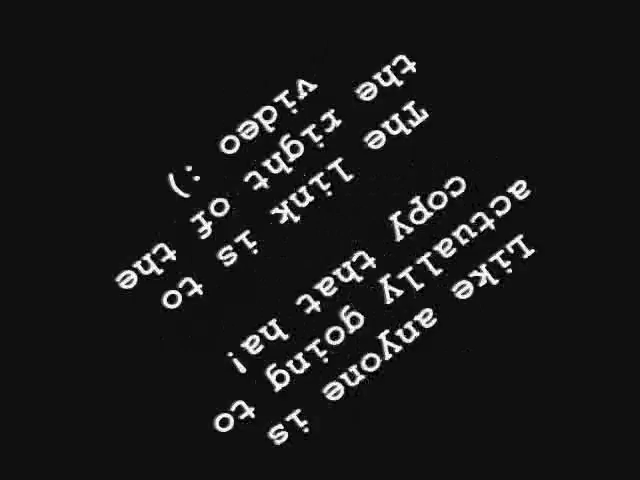 Like anyone is
actually going to
copy that ha!
The link is to
the right of the
video :)